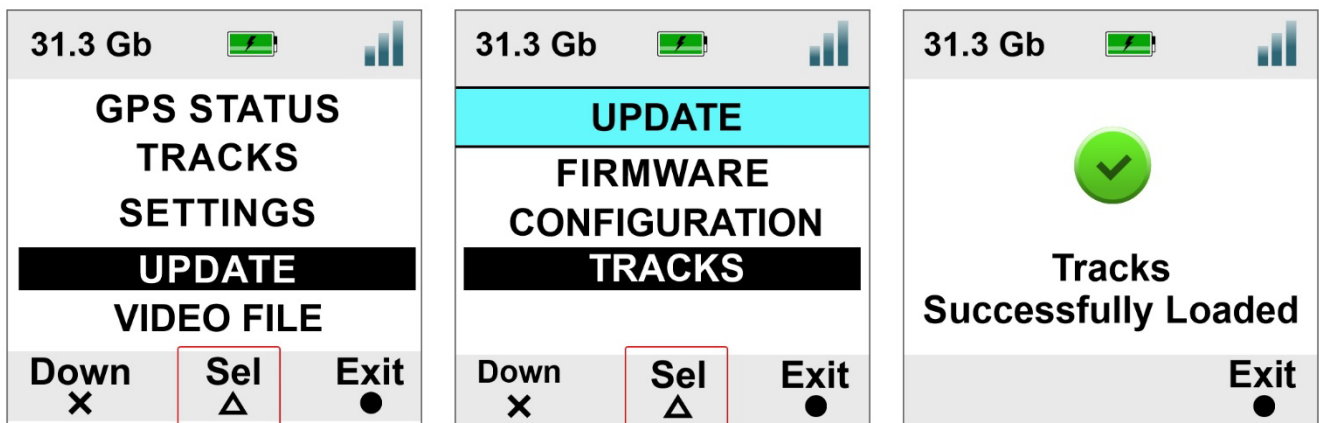 31.3 Gb
GPS STATUS
TRACKS
SETTINGS
UPDATE
VIDEO FILE
Down Sel Exit
31.3 Gb
UPDATE
FIRMWARE
CONFIGURATION
TRACKS
Down Sel Exit
31.3 Gb
Tracks
Successfully Loaded
Exit